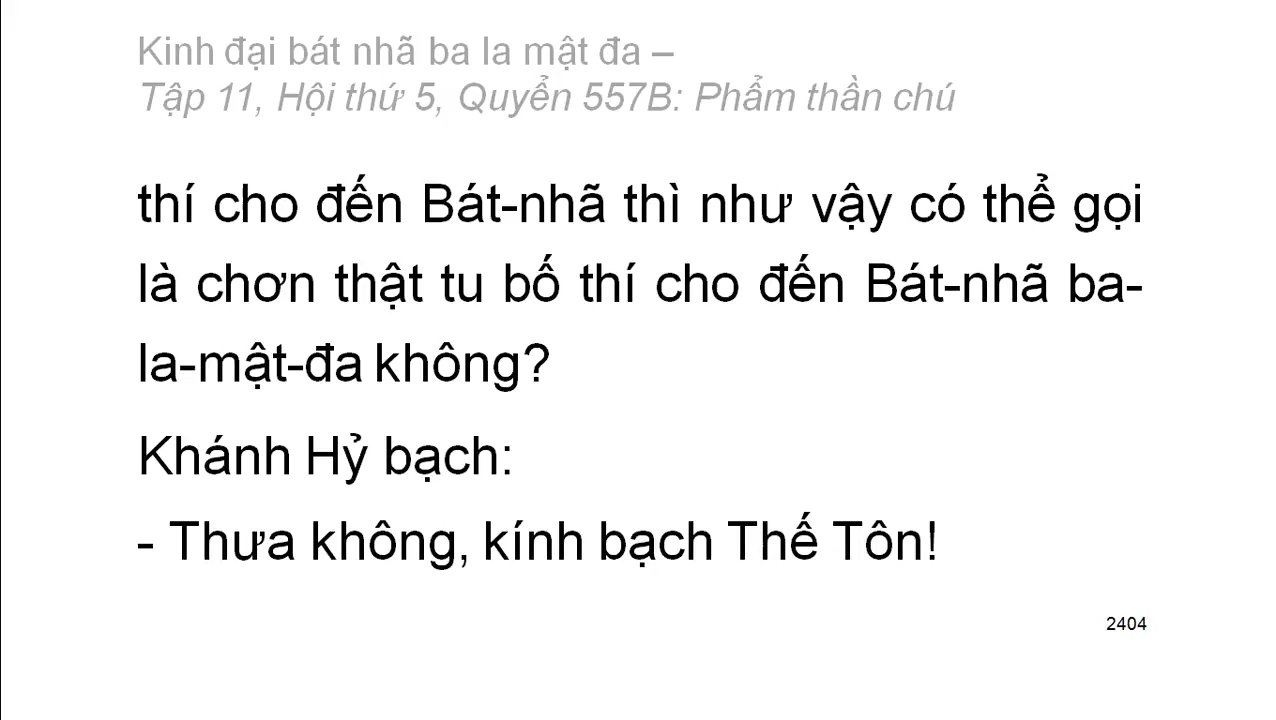 Kinh đại bát nhã ba la mật đa –
Tập 11, Hội thứ 5, Quyển 557B: Phẩm thần chú
thí cho đến Bát-nhã thì như vậy có thể gọi
là chơn thật tu bố thí cho đến Bát-nhã ba-
la-mật-đa không?
Khánh Hỷ bạch:
- Thưa không, kính bạch Thế Tôn!
2404